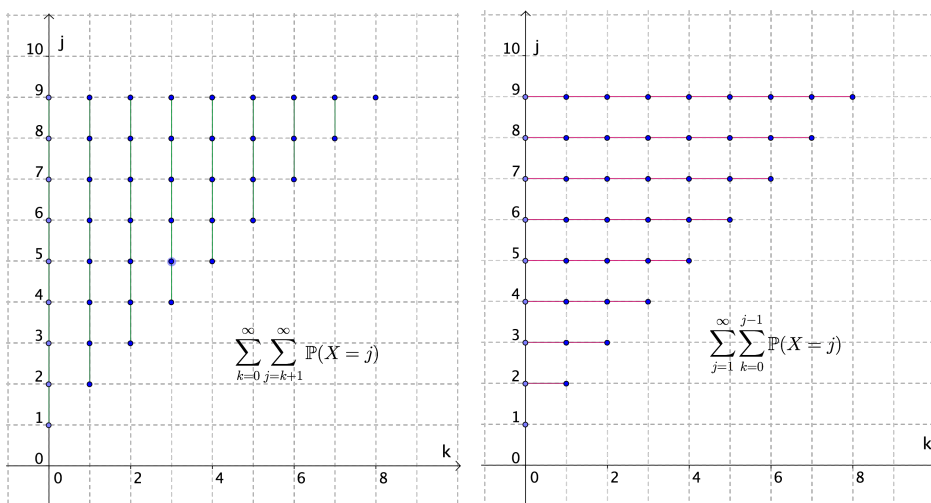 j
10
9
8
7
6
5
4
3
2
1
0
0 2 4 6 8
k
\sum_{k=0}^{\infty} \sum_{j=k+1}^{\infty} \mathbb{P}(X = j)
j
10
9
8
7
6
5
4
3
2
1
0
0 2 4 6 8
k
\sum_{j=1}^{\infty} \sum_{k=0}^{j-1} \mathbb{P}(X = j)